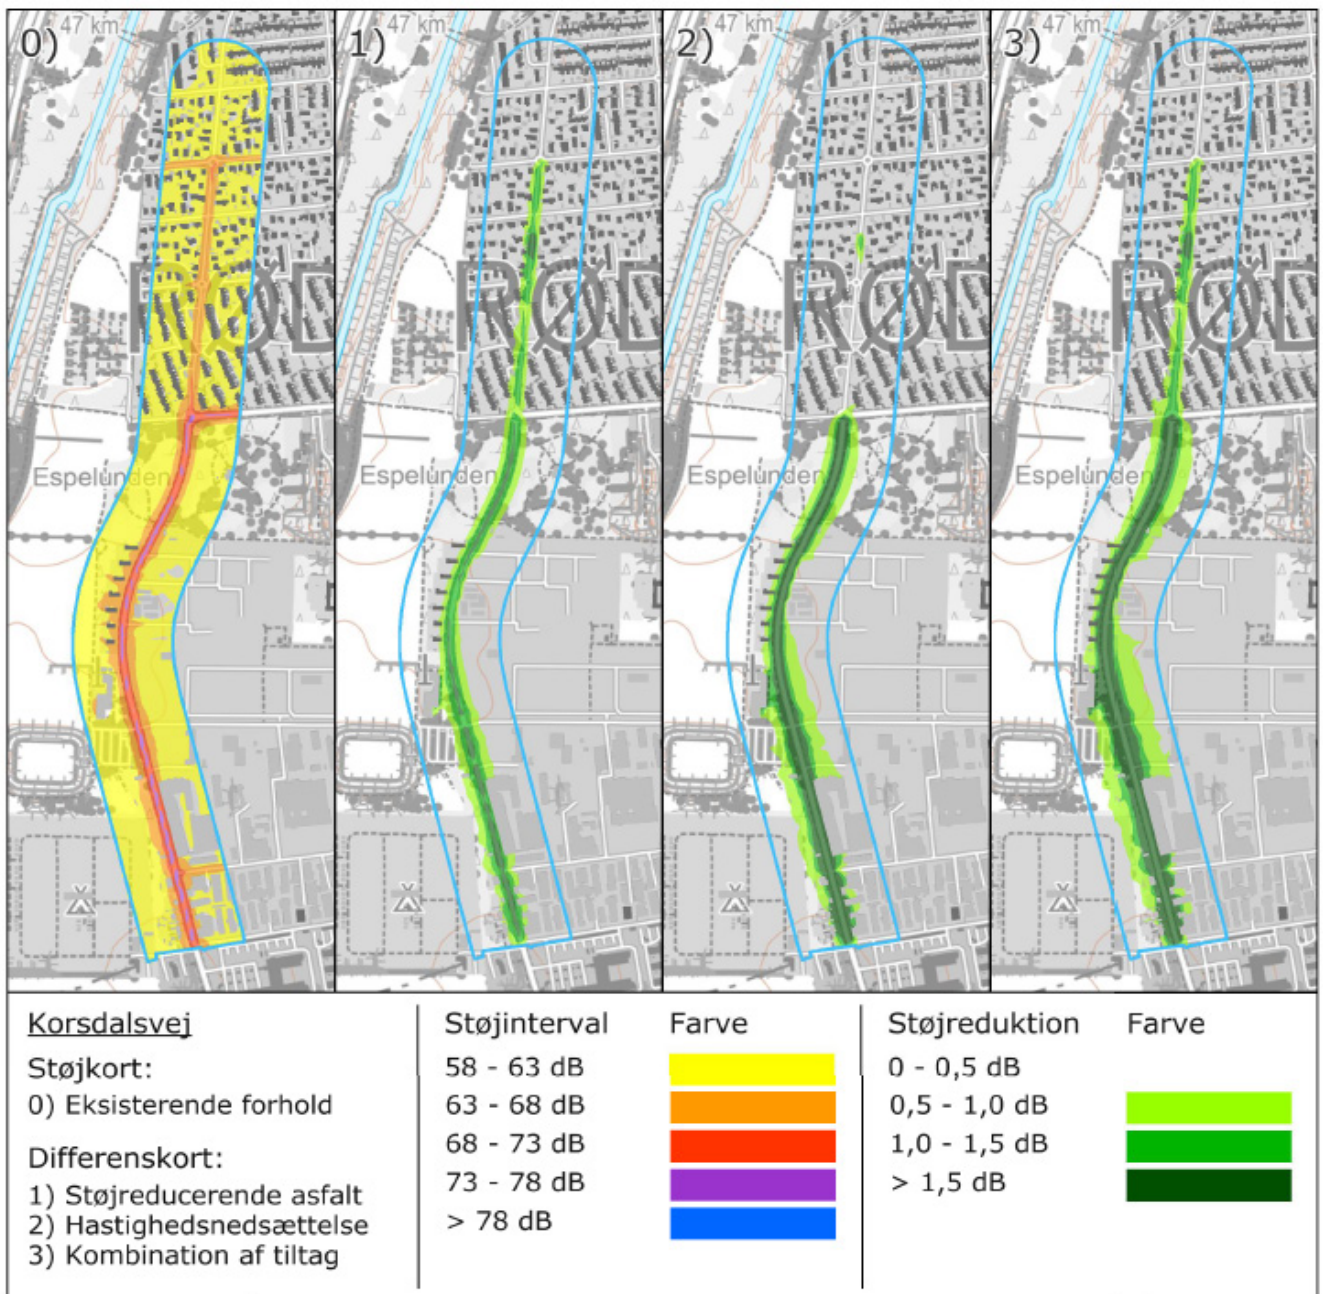 0) 47 km
1) 47 km
2) 47 km
3) 47 km
RØD
RØD
RØD
RØD
Espelunden
Espelunden
Espelunden
Espelunden
Korsdalsvej
Støjkort:
0) Eksisterende forhold
Differenskort:
1) Støjreducerende asfalt
2) Hastighedsnedsættelse
3) Kombination af tiltag
Støjinterval Farve
58 - 63 dB
63 - 68 dB
68 - 73 dB
73 - 78 dB
> 78 dB
Støjreduktion Farve
0 - 0,5 dB
0,5 - 1,0 dB
1,0 - 1,5 dB
> 1,5 dB